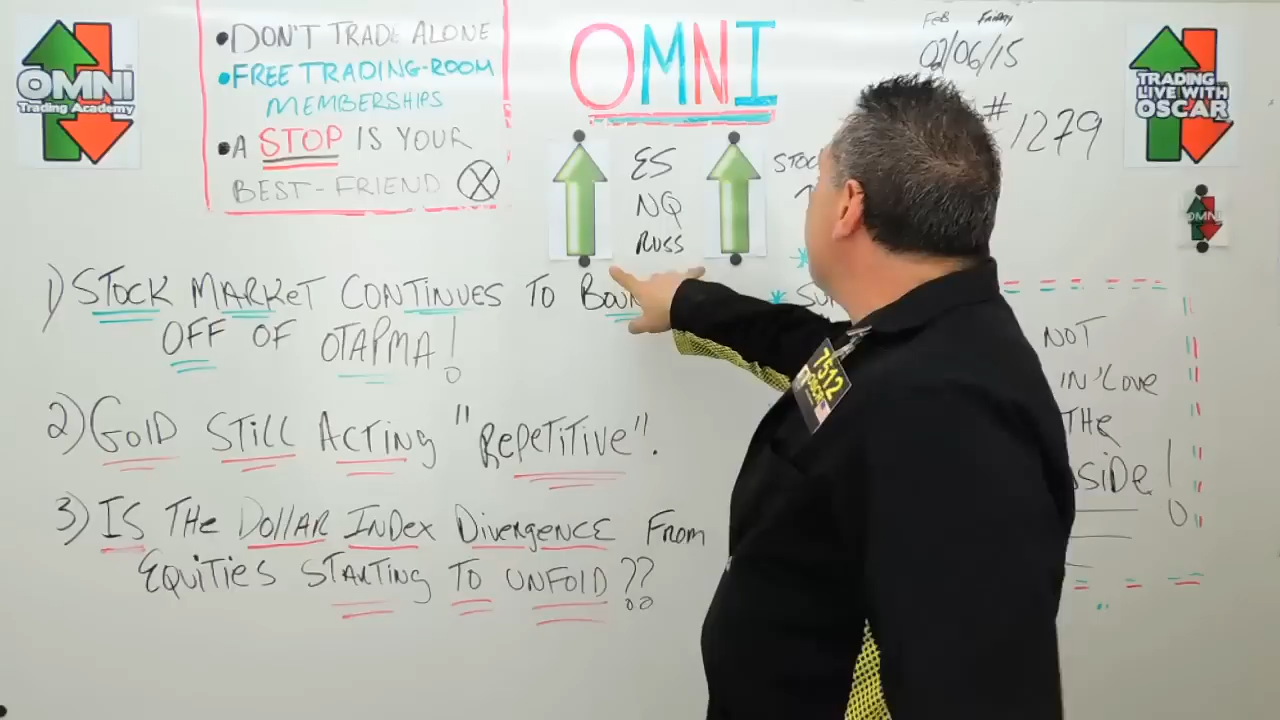 OMNI
Trading Academy
•DON'T TRADE ALONE
•FREE TRADING-ROOM
MEMBERSHIPS
•A STOP IS YOUR
BEST-FRIEND
OMNI
ES
NQ
RUSS
FEB FRIDAY
02/06/15
#1279
TRADING
LIVE WITH
OSCAR
OMNI
1) STOCK MARKET CONTINUES TO
OFF OF OTAPMA!
2) GOLD STILL ACTING "REPETITIVE".
3) IS THE DOLLAR INDEX DIVERGENCE FROM
EQUITIES STARTING TO UNFOLD??
NOT
IN LOVE
THE
7512